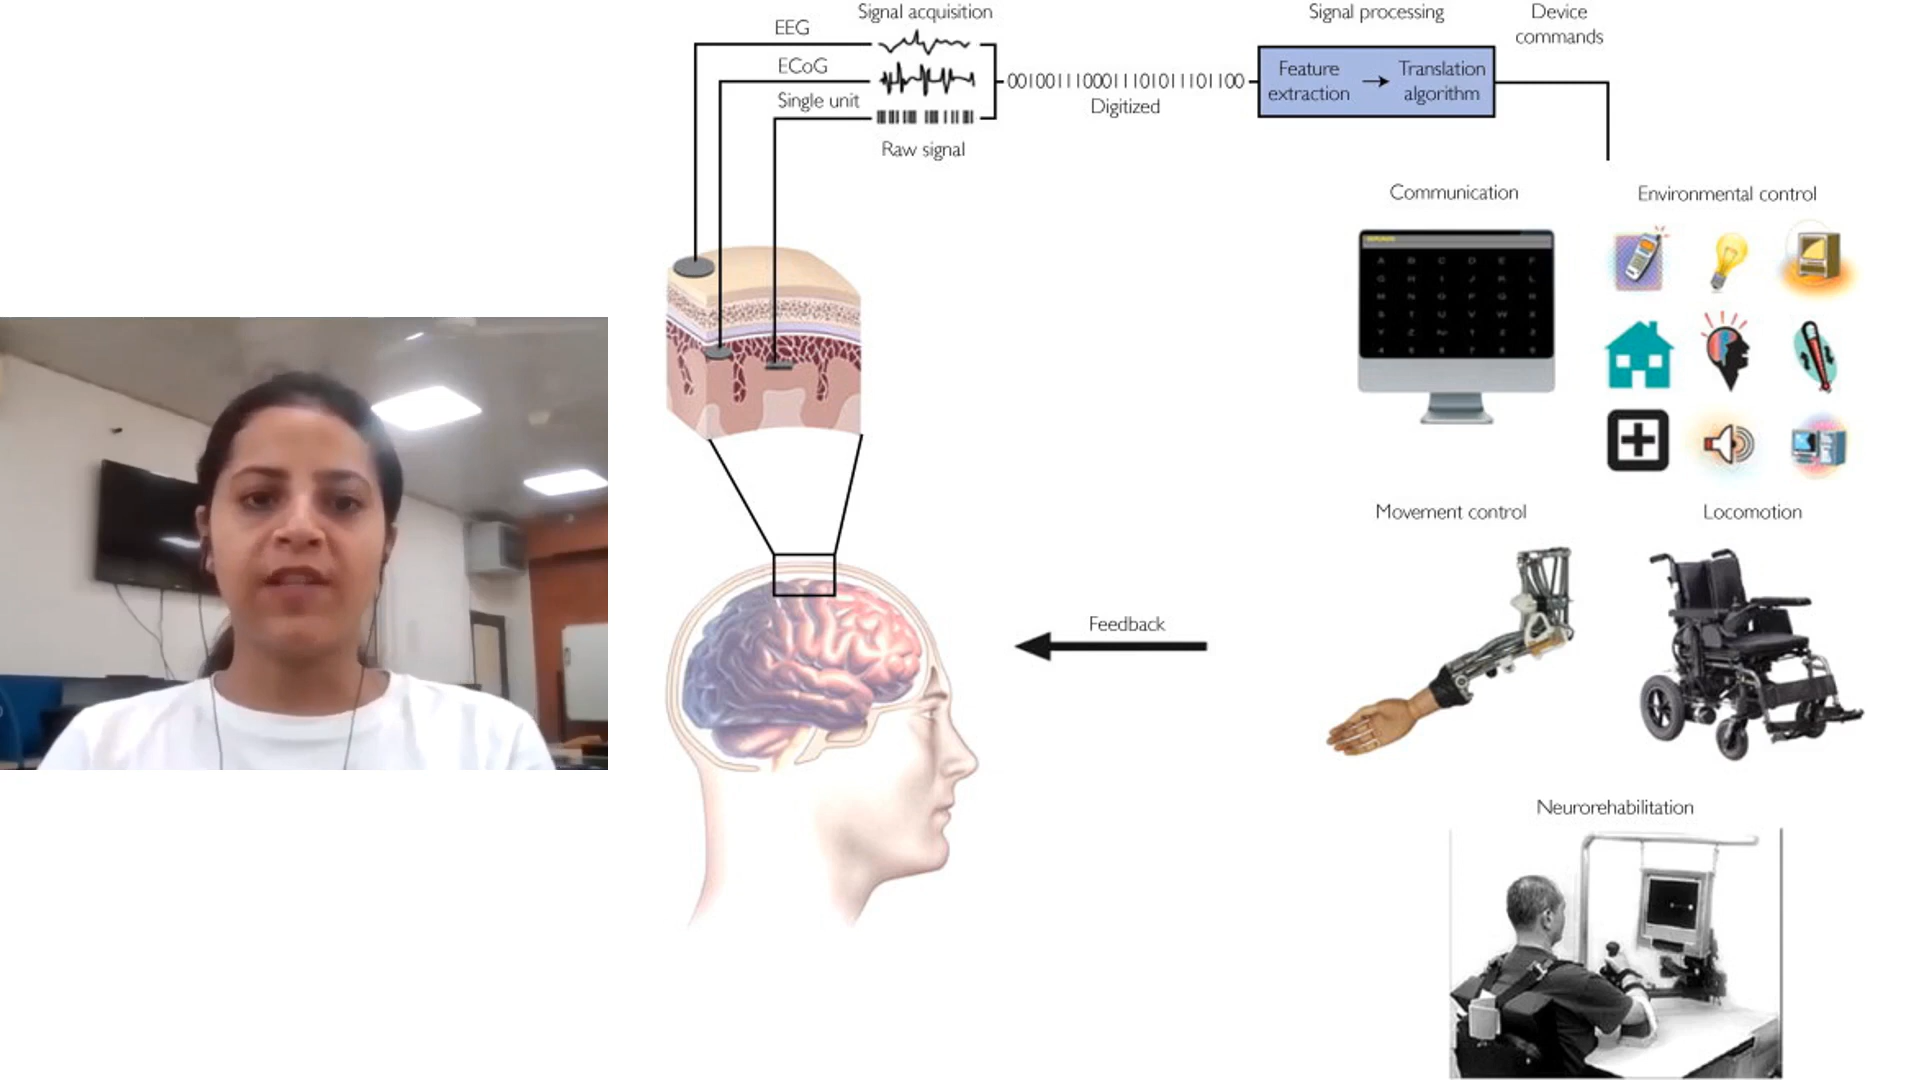 Signal acquisition
EEG
ECoG
Single unit
Raw signal
0010011100011101011101100
Digitized
Signal processing
Feature
extraction
Translation
algorithm
Device
commands
Communication
A B C D E F
Environmental control
Movement control
Locomotion
Feedback
Neurorehabilitation